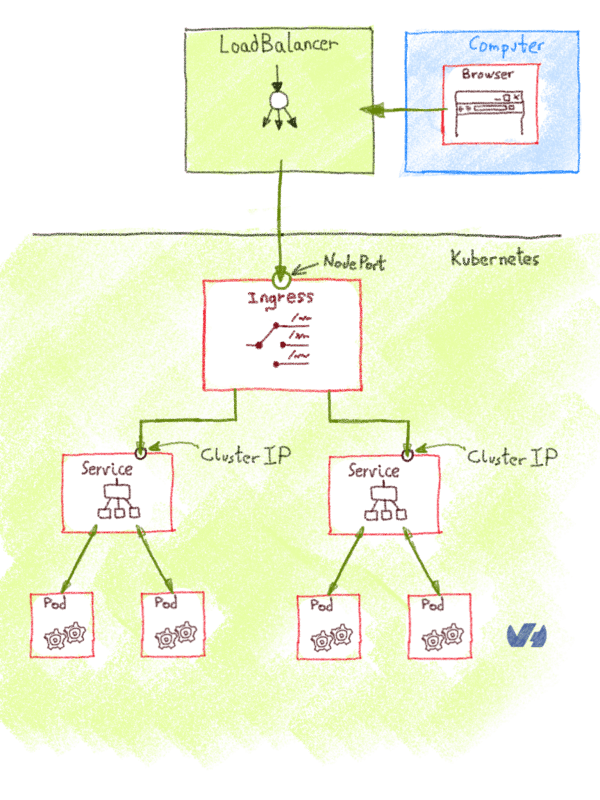 LoadBalancer
Computer
Browser
Kubernetes
NodePort
Ingress
Service
Cluster IP
Service
Cluster IP
Pod
Pod
Pod
Pod